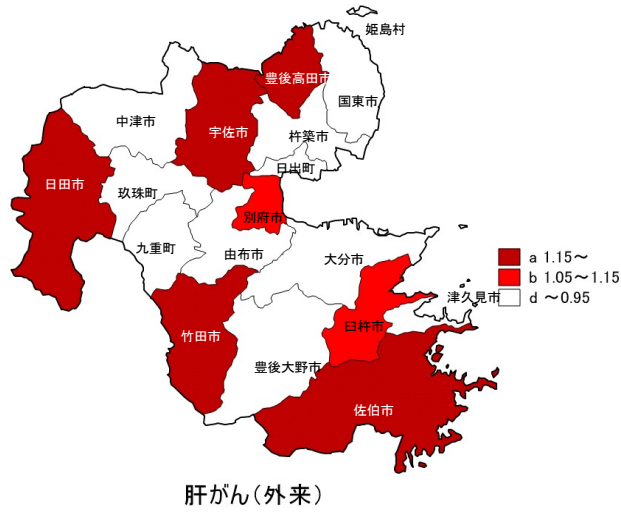 姫島村
豊後高田市
国東市
中津市
宇佐市
杵築市
日出町
日田市
玖珠町
別府市
九重町
由布市
大分市
a 1.15～
b 1.05～1.15
津久見市
d ～0.95
竹田市
臼杵市
豊後大野市
佐伯市
肝がん（外来）